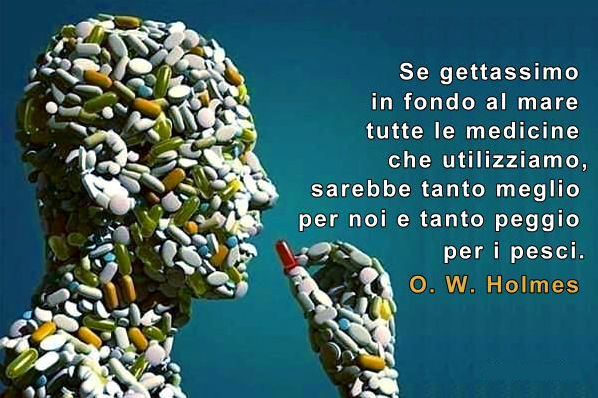 Se gettassimo
in fondo al mare
tutte le medicine
che utilizziamo,
sarebbe tanto meglio
per noi e tanto peggio
per i pesci.
O. W. Holmes